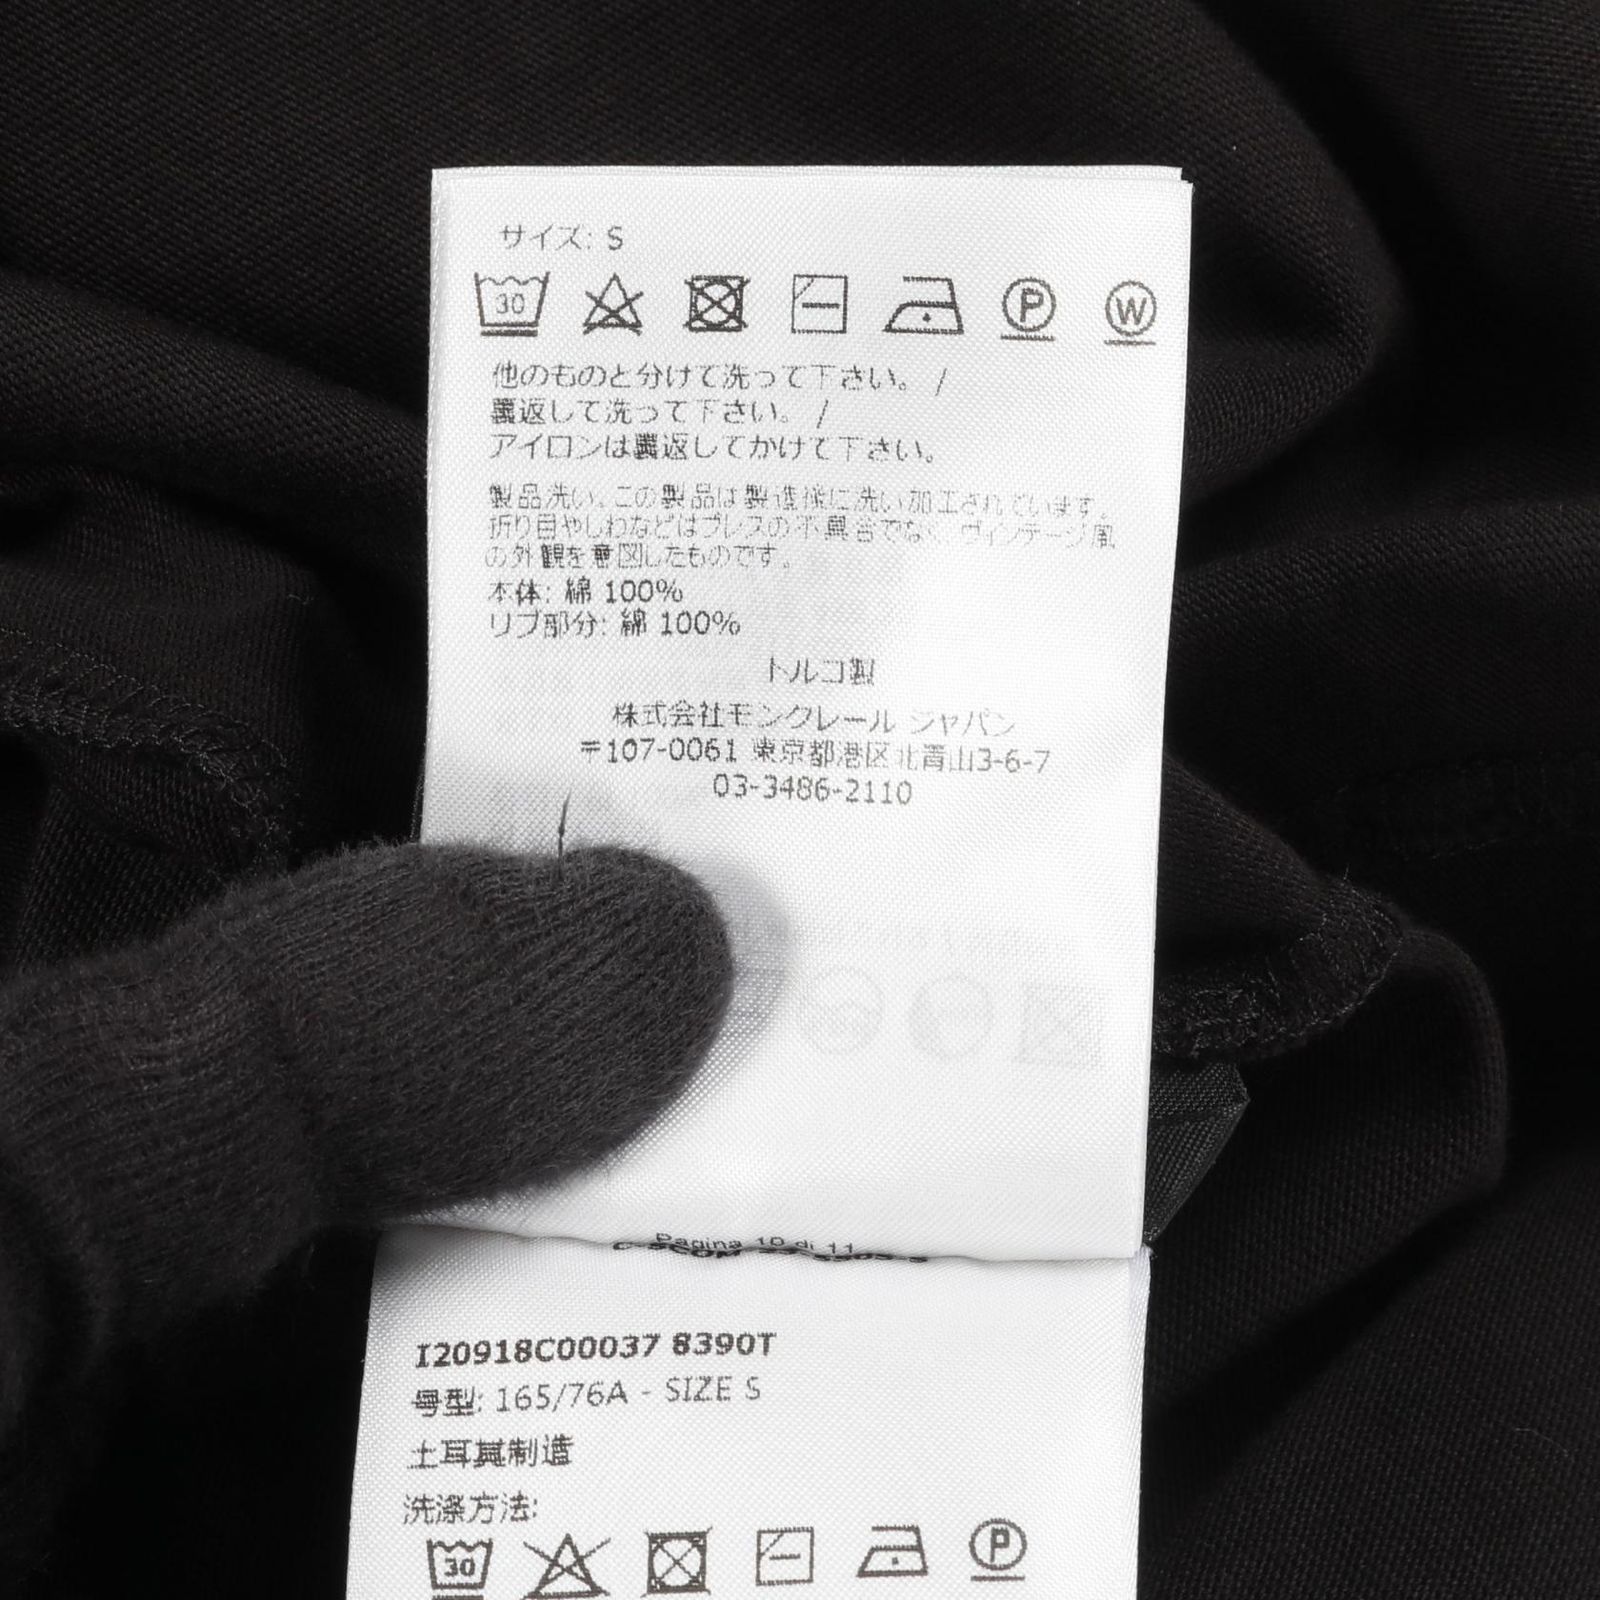 サイズ: S
30
P
W
他のものと分けて洗って下さい。 /
裏返して洗って下さい。 /
アイロンは裏返してかけて下さい。
製品洗い。この製品は製造後に洗い加工されています。
折り目やしわなどはプレスの不具合でなく、ヴィンテージ風
の外観を意図したものです。
本体: 綿 100%
リブ部分: 綿 100%
トルコ製
株式会社モンクレール ジャパン
〒107-0061 東京都港区北青山3-6-7
03-3486-2110
Pagina 10 di 11
I20918C00037 8390T
号型: 165/76A - SIZE S
土耳其制造
洗涤方法:
30
P